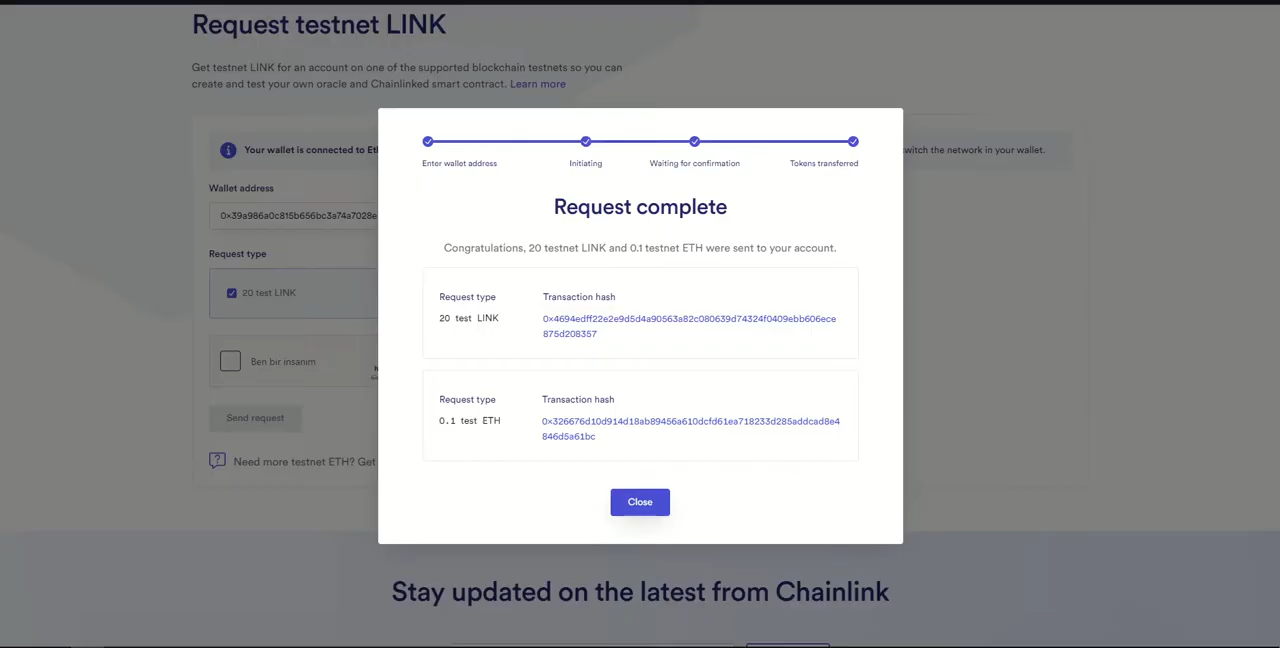 Request testnet LINK
Get testnet LINK for an account on one of the supported blockchain testnets so you can
create and test your own oracle and Chainlinked smart contract. Learn more
Your wallet is connected to Eth
switch the network in your wallet.
Wallet address
0x39a986a0c815b656bc3a74a7028e
Request type
20 test LINK
Ben bir insanım
Send request
Need more testnet ETH? Get
Enter wallet address
Initiating
Waiting for confirmation
Tokens transferred
Request complete
Congratulations, 20 testnet LINK and 0.1 testnet ETH were sent to your account.
Request type
Transaction hash
20 test LINK
0x4694edff22e2e9d5d4a90563a82c080639d74324f0409ebb606ece
875d208357
Request type
Transaction hash
0.1 test ETH
0x326676d10d914d18ab89456a610dcfd61ea718233d285addcad8e4
846d5a61bc
Close
Stay updated on the latest from Chainlink